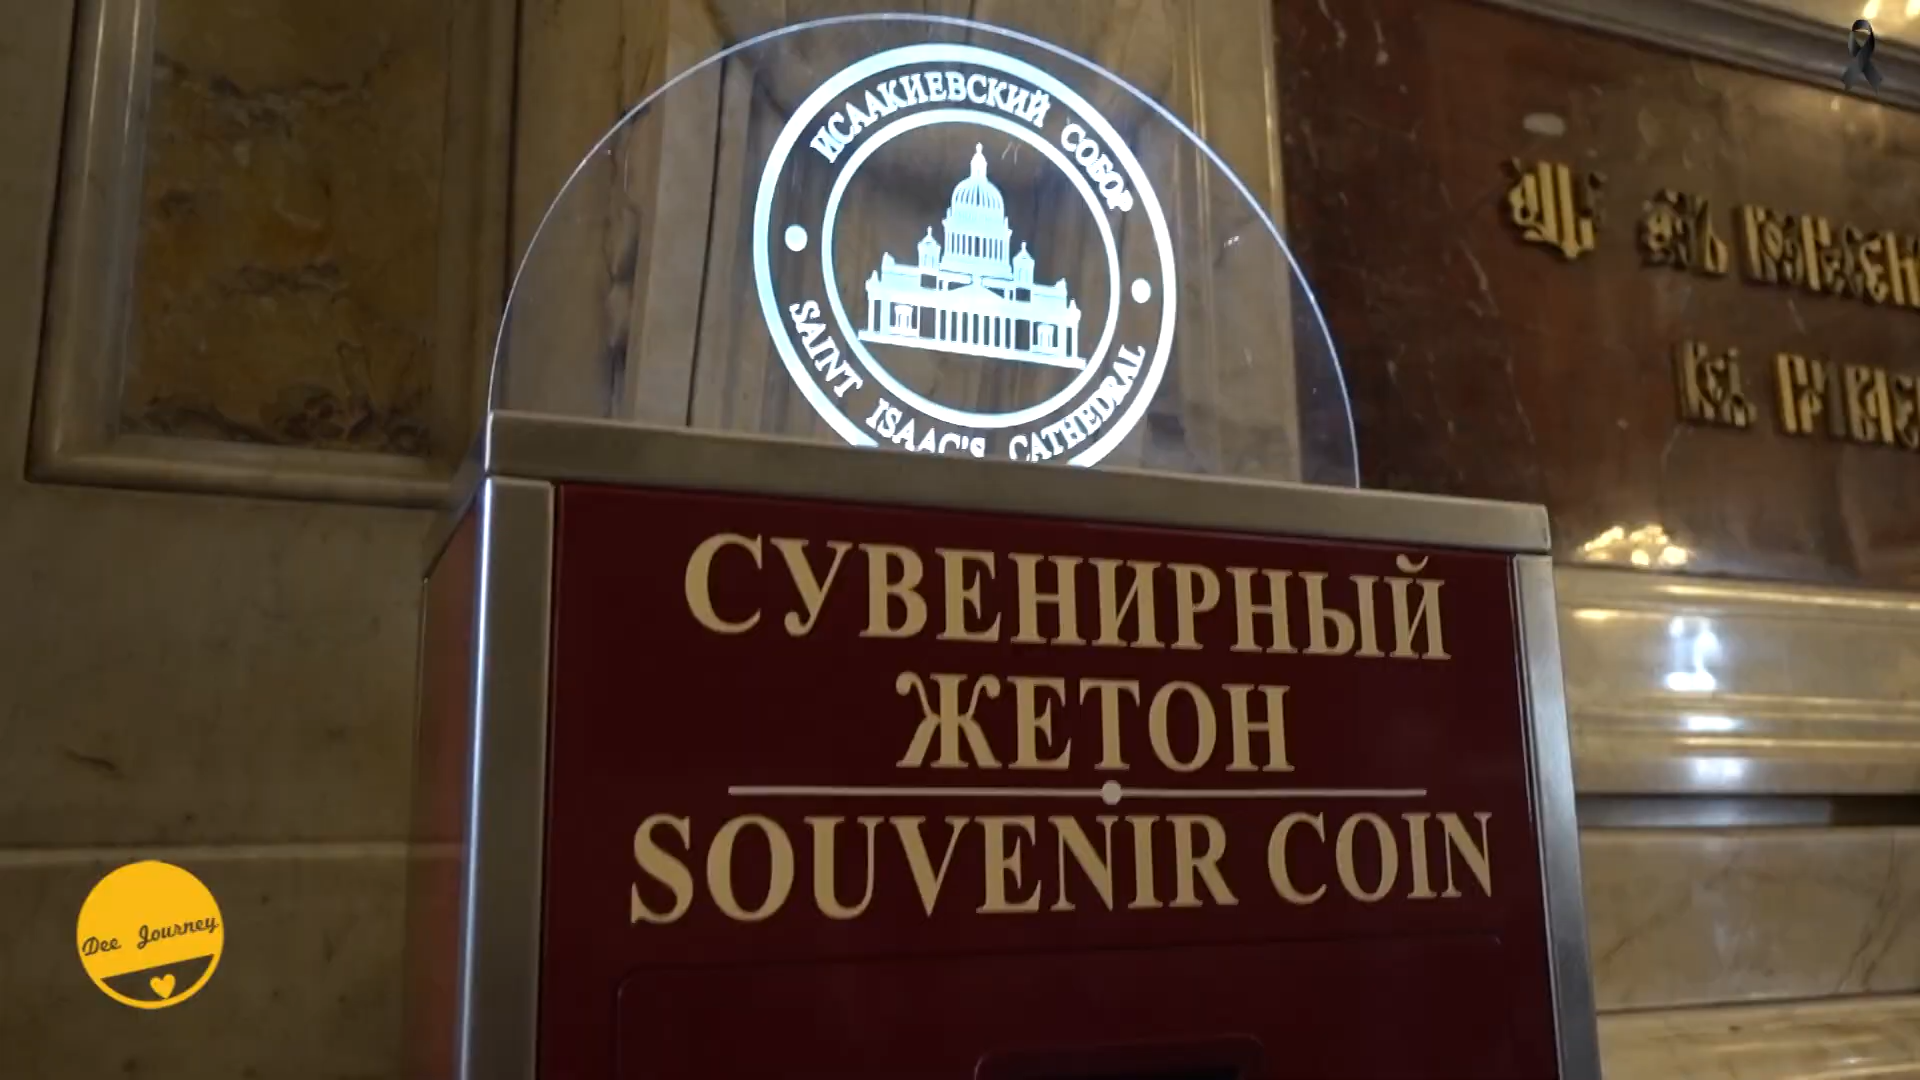 ИСААКИЕВСКИЙ СОБОР
SAINT ISAAC'S CATHEDRAL
СУВЕНИРНЫЙ
ЖЕТОН
SOUVENIR COIN
Dee Journey